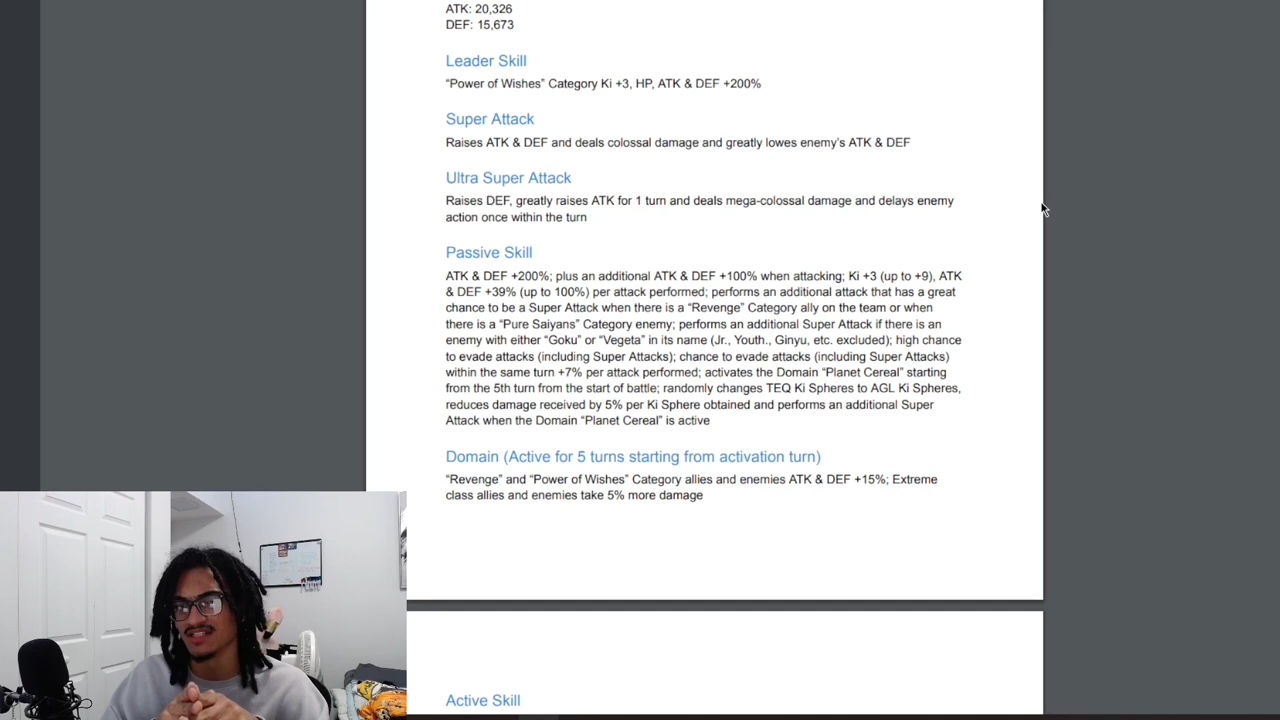 ATK: 20,326
DEF: 15,673
Leader Skill
“Power of Wishes” Category Ki +3, HP, ATK & DEF +200%
Super Attack
Raises ATK & DEF and deals colossal damage and greatly lowes enemy’s ATK & DEF
Ultra Super Attack
Raises DEF, greatly raises ATK for 1 turn and deals mega-colossal damage and delays enemy
action once within the turn
Passive Skill
ATK & DEF +200%; plus an additional ATK & DEF +100% when attacking; Ki +3 (up to +9), ATK
& DEF +39% (up to 100%) per attack performed; performs an additional attack that has a great
chance to be a Super Attack when there is a “Revenge” Category ally on the team or when
there is a “Pure Saiyans” Category enemy; performs an additional Super Attack if there is an
enemy with either “Goku” or “Vegeta” in its name (Jr., Youth., Ginyu, etc. excluded); high chance
to evade attacks (including Super Attacks); chance to evade attacks (including Super Attacks)
within the same turn +7% per attack performed; activates the Domain “Planet Cereal” starting
from the 5th turn from the start of battle; randomly changes TEQ Ki Spheres to AGL Ki Spheres,
reduces damage received by 5% per Ki Sphere obtained and performs an additional Super
Attack when the Domain “Planet Cereal” is active
Domain (Active for 5 turns starting from activation turn)
“Revenge” and “Power of Wishes” Category allies and enemies ATK & DEF +15%; Extreme
class allies and enemies take 5% more damage
Active Skill